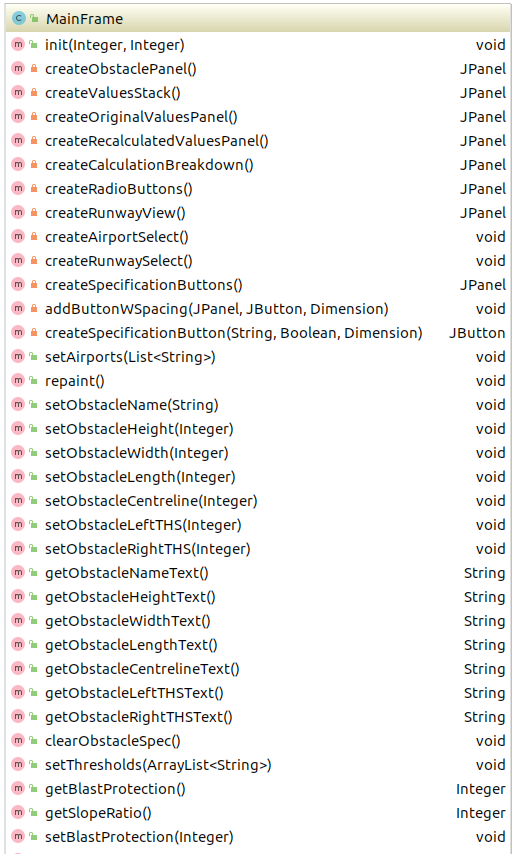 C MainFrame
m init(Integer, Integer) void
m createObstaclePanel() JPanel
m createValuesStack() JPanel
m createOriginalValuesPanel() JPanel
m createRecalculatedValuesPanel() JPanel
m createCalculationBreakdown() JPanel
m createRadioButtons() JPanel
m createRunwayView() JPanel
m createAirportSelect() void
m createRunwaySelect() void
m createSpecificationButtons() JPanel
m addButtonWSpacing(JPanel, JButton, Dimension) void
m createSpecificationButton(String, Boolean, Dimension) JButton
m setAirports(List<String>) void
m repaint() void
m setObstacleName(String) void
m setObstacleHeight(Integer) void
m setObstacleWidth(Integer) void
m setObstacleLength(Integer) void
m setObstacleCentreline(Integer) void
m setObstacleLeftTHS(Integer) void
m setObstacleRightTHS(Integer) void
m getObstacleNameText() String
m getObstacleHeightText() String
m getObstacleWidthText() String
m getObstacleLengthText() String
m getObstacleCentrelineText() String
m getObstacleLeftTHSText() String
m getObstacleRightTHSText() String
m clearObstacleSpec() void
m setThresholds(ArrayList<String>) void
m getBlastProtection() Integer
m getSlopeRatio() Integer
m setBlastProtection(Integer) void